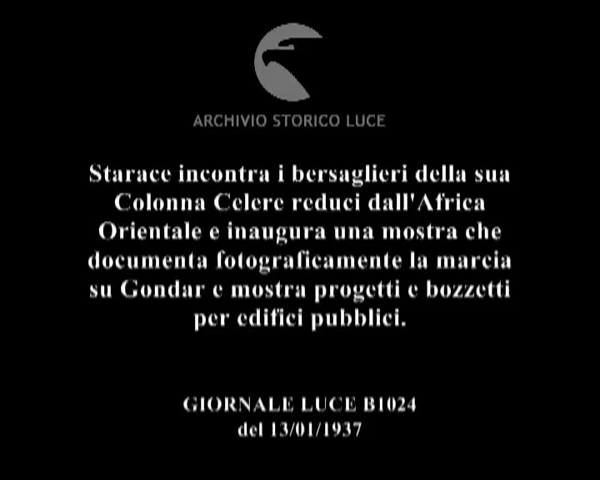 ARCHIVIO STORICO LUCE
Starace incontra i bersaglieri della sua
Colonna Celere reduci dall'Africa
Orientale e inaugura una mostra che
documenta fotograficamente la marcia
su Gondar e mostra progetti e bozzetti
per edifici pubblici.
GIORNALE LUCE B1024
del 13/01/1937